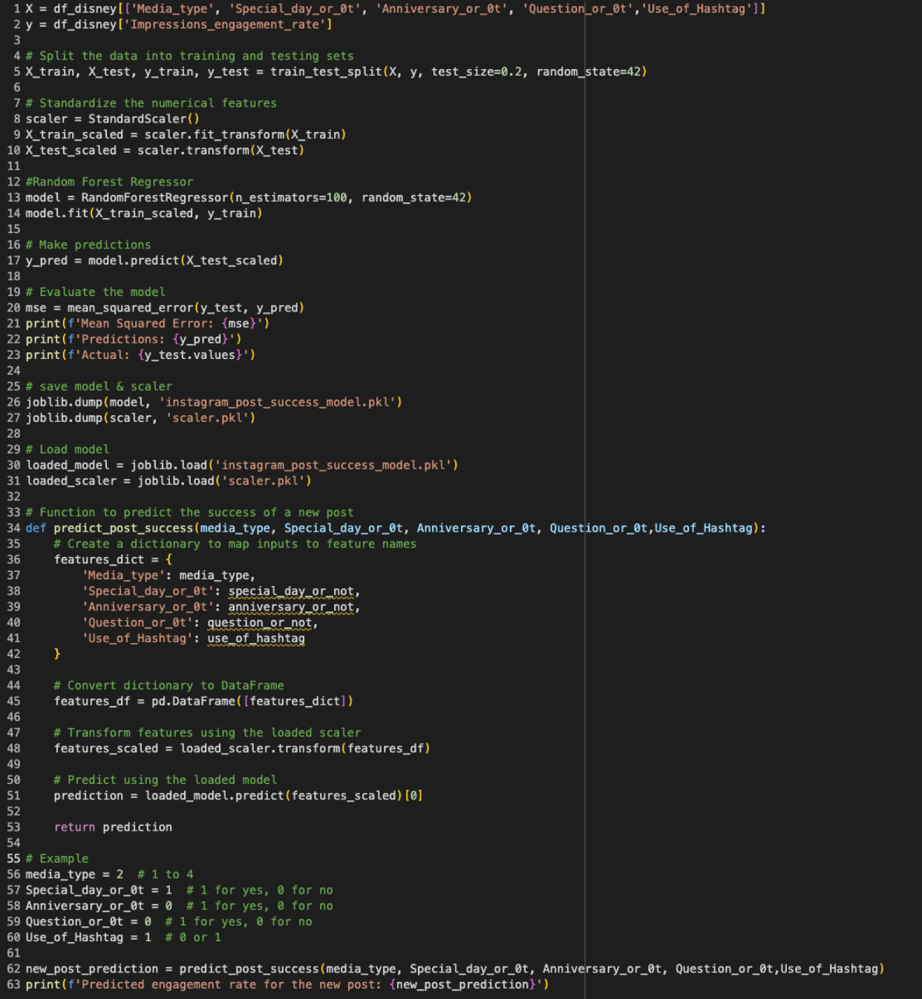 1 X = df_disney[['Media_type', 'Special_day_or_0t', 'Anniversary_or_0t', 'Question_or_0t','Use_of_Hashtag']]
2 y = df_disney['Impressions_engagement_rate']
3
4 # Split the data into training and testing sets
5 X_train, X_test, y_train, y_test = train_test_split(X, y, test_size=0.2, random_state=42)
6
7 # Standardize the numerical features
8 scaler = StandardScaler()
9 X_train_scaled = scaler.fit_transform(X_train)
10 X_test_scaled = scaler.transform(X_test)
11
12 #Random Forest Regressor
13 model = RandomForestRegressor(n_estimators=100, random_state=42)
14 model.fit(X_train_scaled, y_train)
15
16 # Make predictions
17 y_pred = model.predict(X_test_scaled)
18
19 # Evaluate the model
20 mse = mean_squared_error(y_test, y_pred)
21 print(f'Mean Squared Error: {mse}')
22 print(f'Predictions: {y_pred}')
23 print(f'Actual: {y_test.values}')
24
25 # save model & scaler
26 joblib.dump(model, 'instagram_post_success_model.pkl')
27 joblib.dump(scaler, 'scaler.pkl')
28
29 # Load model
30 loaded_model = joblib.load('instagram_post_success_model.pkl')
31 loaded_scaler = joblib.load('scaler.pkl')
32
33 # Function to predict the success of a new post
34 def predict_post_success(media_type, Special_day_or_0t, Anniversary_or_0t, Question_or_0t,Use_of_Hashtag):
35     # Create a dictionary to map inputs to feature names
36     features_dict = {
37         'Media_type': media_type,
38         'Special_day_or_0t': special_day_or_not,
39         'Anniversary_or_0t': anniversary_or_not,
40         'Question_or_0t': question_or_not,
41         'Use_of_Hashtag': use_of_hashtag
42     }
43
44     # Convert dictionary to DataFrame
45     features_df = pd.DataFrame([features_dict])
46
47     # Transform features using the loaded scaler
48     features_scaled = loaded_scaler.transform(features_df)
49
50     # Predict using the loaded model
51     prediction = loaded_model.predict(features_scaled)[0]
52
53     return prediction
54
55 # Example
56 media_type = 2  # 1 to 4
57 Special_day_or_0t = 1  # 1 for yes, 0 for no
58 Anniversary_or_0t = 0  # 1 for yes, 0 for no
59 Question_or_0t = 0  # 1 for yes, 0 for no
60 Use_of_Hashtag = 1  # 0 or 1
61
62 new_post_prediction = predict_post_success(media_type, Special_day_or_0t, Anniversary_or_0t, Question_or_0t,Use_of_Hashtag)
63 print(f'Predicted engagement rate for the new post: {new_post_prediction}')